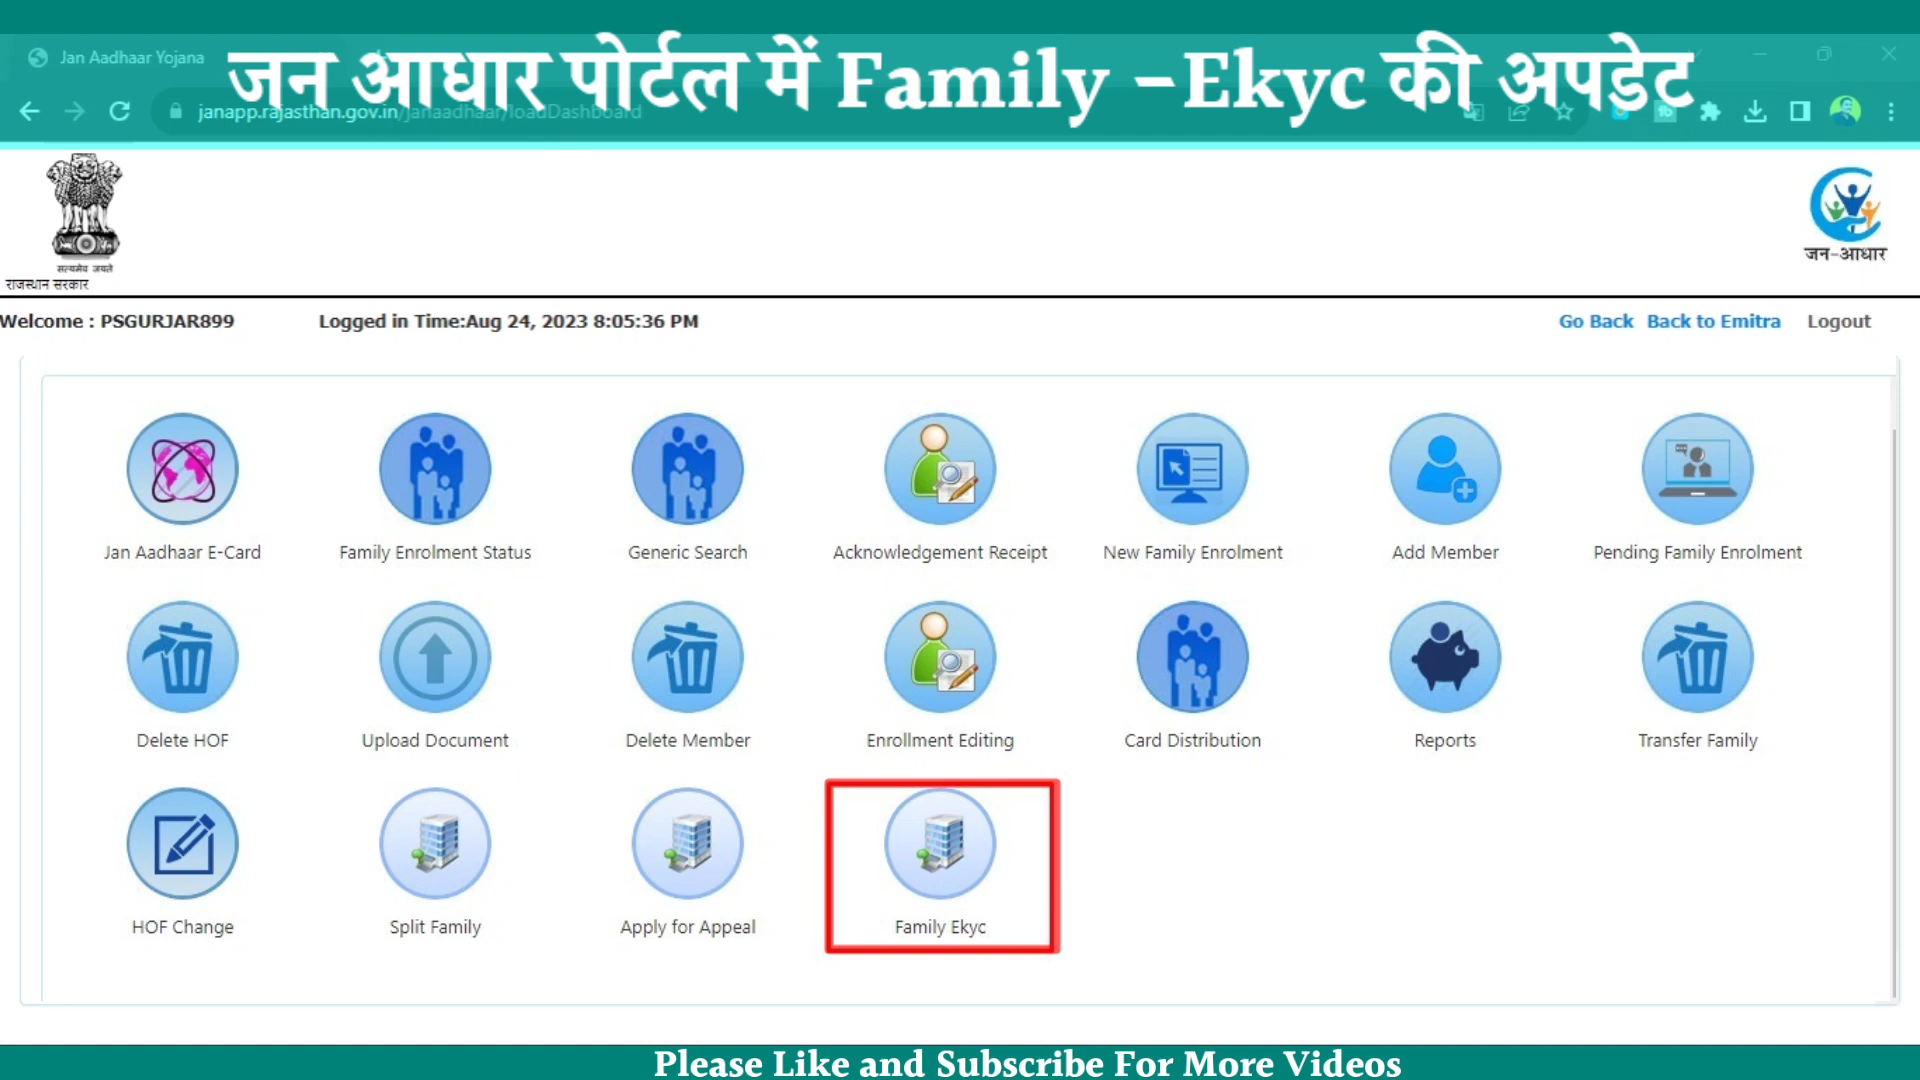 जन आधार पोर्टल में Family –Ekyc की अपडेट
Jan Aadhaar Yojana
janapp.rajasthan.gov.in/janaadhaar/loadDashboard
सत्यमेव जयते
राजस्थान सरकार
जन-आधार
Welcome : PSGURJAR899 Logged in Time:Aug 24, 2023 8:05:36 PM Go Back Back to Emitra Logout
Jan Aadhaar E-Card Family Enrolment Status Generic Search Acknowledgement Receipt New Family Enrolment Add Member Pending Family Enrolment
Delete HOF Upload Document Delete Member Enrollment Editing Card Distribution Reports Transfer Family
HOF Change Split Family Apply for Appeal Family Ekyc
Please Like and Subscribe For More Videos